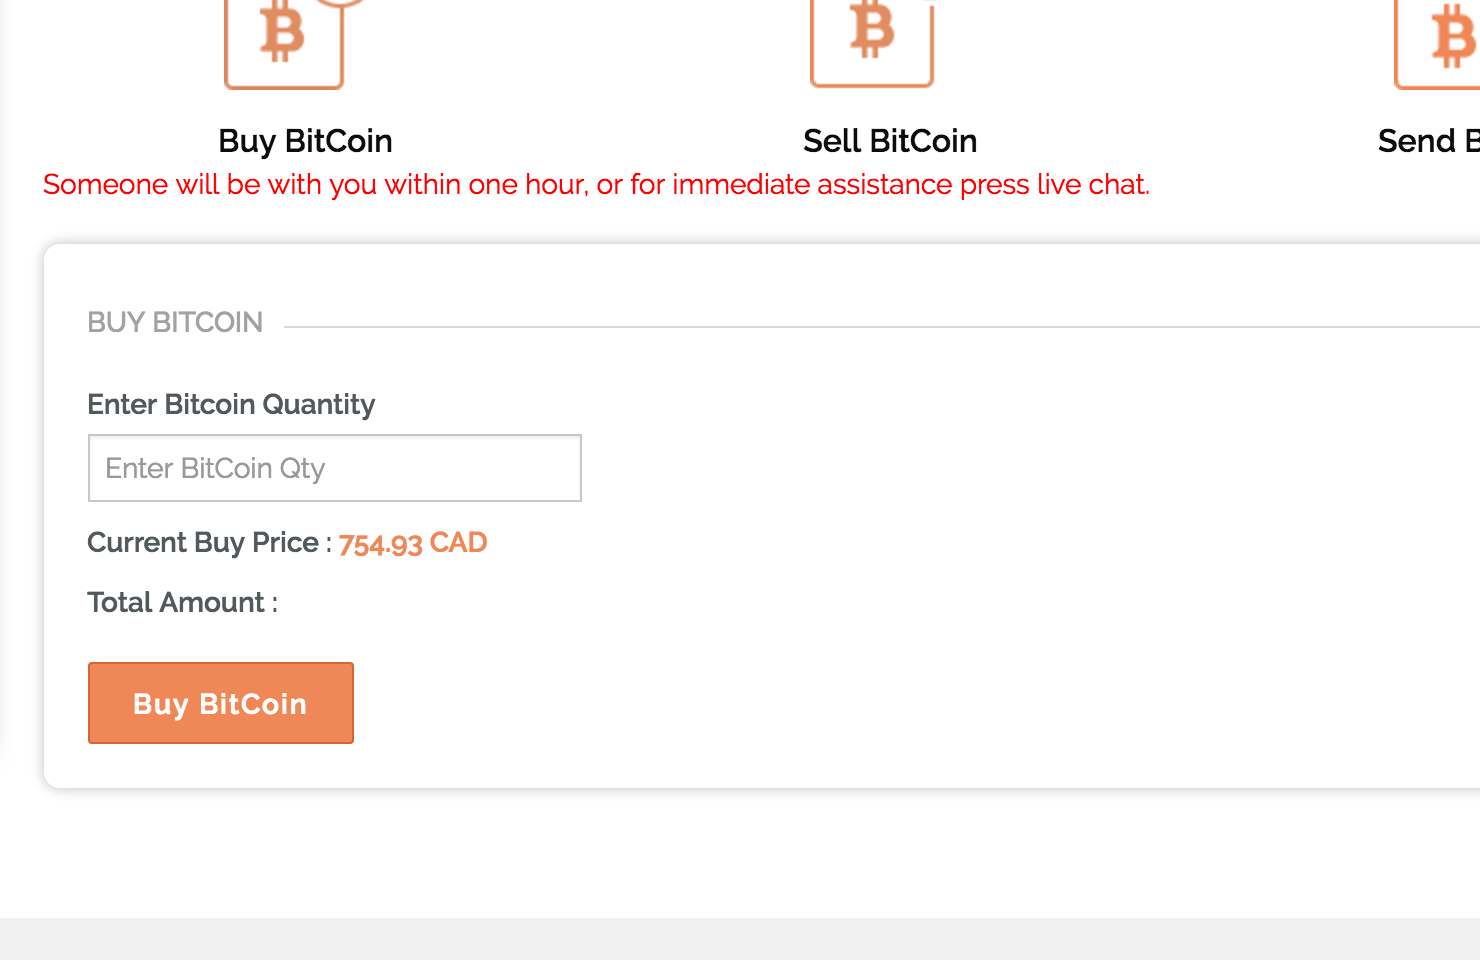 Buy BitCoin
Sell BitCoin
Send B
Someone will be with you within one hour, or for immediate assistance press live chat.
BUY BITCOIN
Enter Bitcoin Quantity
Enter BitCoin Qty
Current Buy Price : 754.93 CAD
Total Amount :
Buy BitCoin